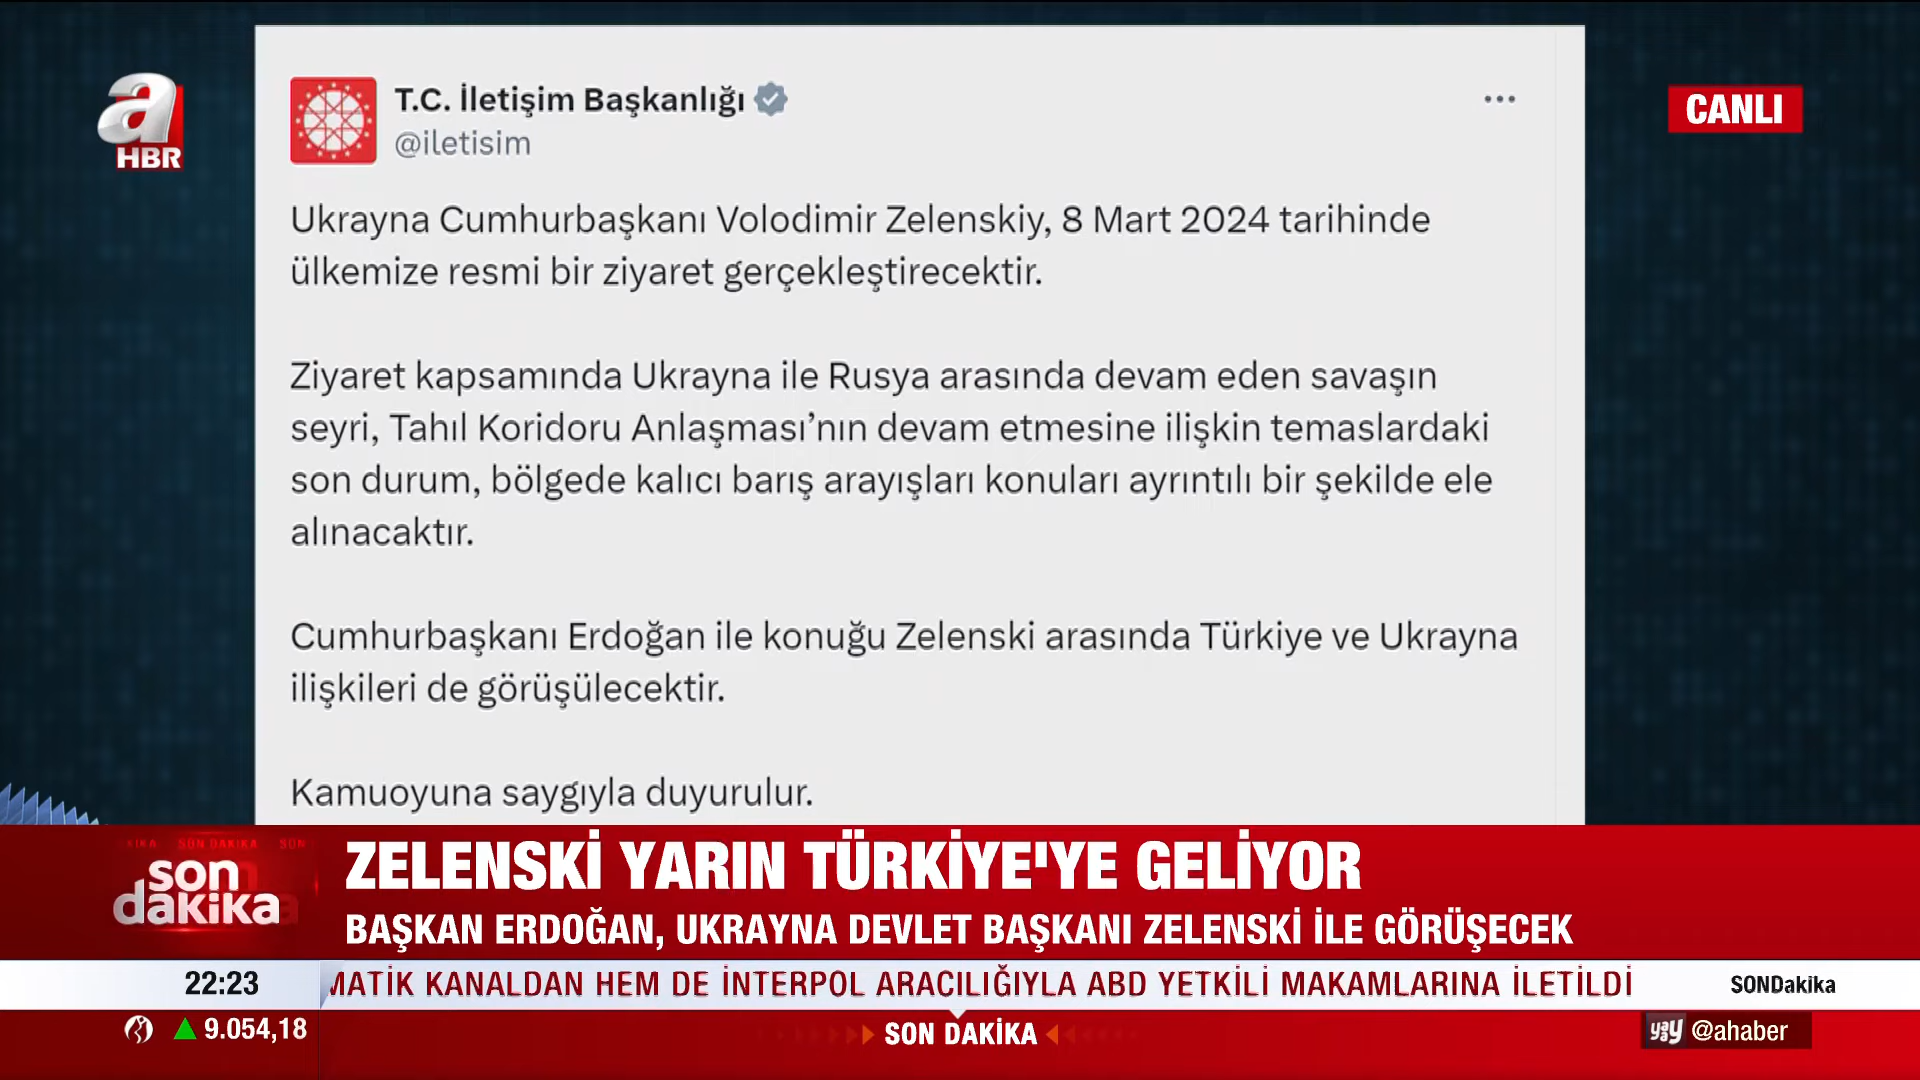 a
HBR
T.C. İletişim Başkanlığı
@iletisim
CANLI
Ukrayna Cumhurbaşkanı Volodimir Zelenskiy, 8 Mart 2024 tarihinde
ülkemize resmi bir ziyaret gerçekleştirecektir.
Ziyaret kapsamında Ukrayna ile Rusya arasında devam eden savaşın
seyri, Tahıl Koridoru Anlaşması’nın devam etmesine ilişkin temaslardaki
son durum, bölgede kalıcı barış arayışları konuları ayrıntılı bir şekilde ele
alınacaktır.
Cumhurbaşkanı Erdoğan ile konuğu Zelenski arasında Türkiye ve Ukrayna
ilişkileri de görüşülecektir.
Kamuoyuna saygıyla duyurulur.
SON DAKIKA
son
dakika
ZELENSKİ YARIN TÜRKİYE'YE GELİYOR
BAŞKAN ERDOĞAN, UKRAYNA DEVLET BAŞKANI ZELENSKİ İLE GÖRÜŞECEK
22:23
MATİK KANALDAN HEM DE İNTERPOL ARACILIĞIYLA ABD YETKİLİ MAKAMLARINA İLETİLDİ
SONDakika
9.054,18
SON DAKİKA
yaay @ahaber